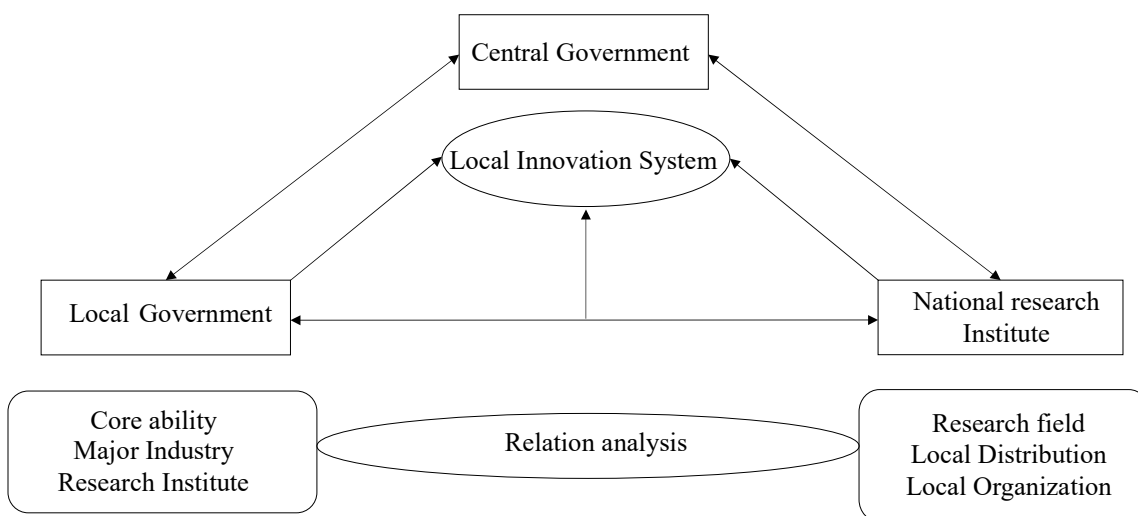 Central Government
Local Innovation System
Local Government
National research
Institute
Core ability
Major Industry
Research Institute
Relation analysis
Research field
Local Distribution
Local Organization